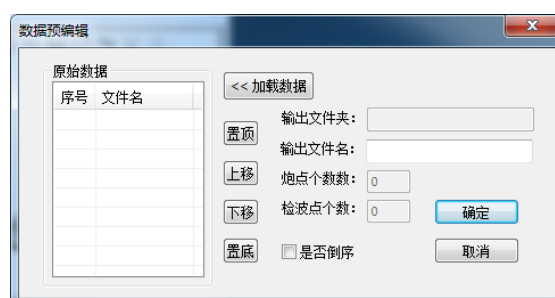 数据预编辑
原始数据
序号 文件名
<< 加载数据
置顶
上移
下移
置底
输出文件夹:
输出文件名:
炮点个数数: 0
检波点个数: 0
是否倒序
确定
取消